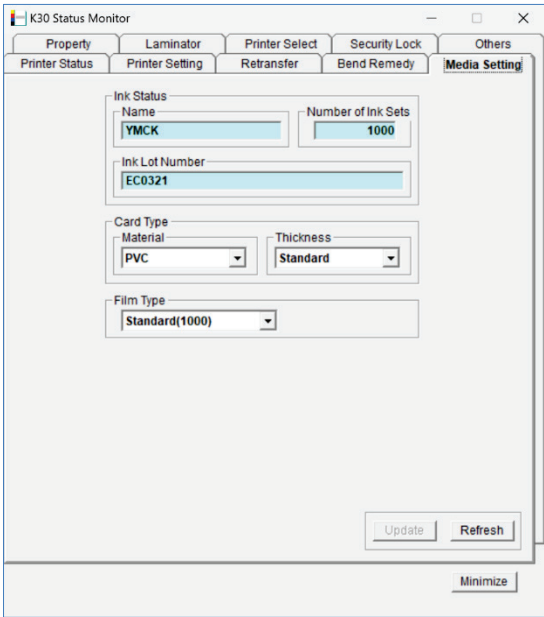 K30 Status Monitor
Property Laminator Printer Select Security Lock Others
Printer Status Printer Setting Retransfer Bend Remedy Media Setting
Ink Status
Name Number of Ink Sets
YMCK 1000
Ink Lot Number
EC0321
Card Type
Material Thickness
PVC Standard
Film Type
Standard(1000)
Update Refresh
Minimize